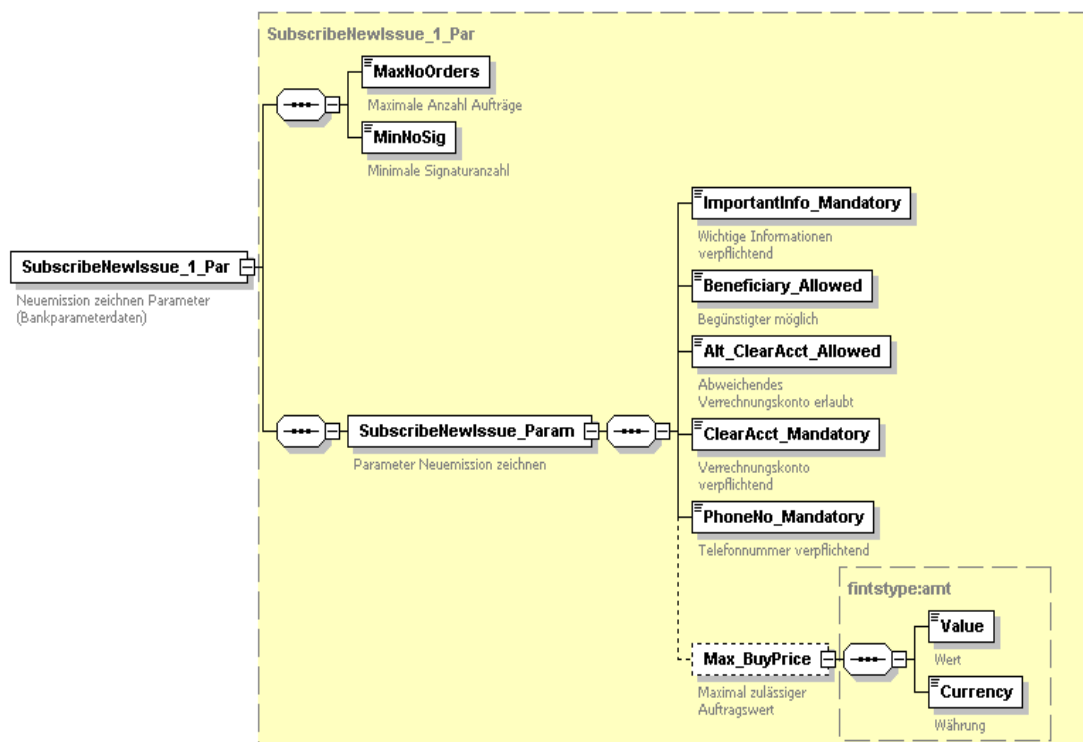 SubscribeNewIssue_1_Par
MaxNoOrders
Maximale Anzahl Aufträge
MinNoSig
Minimale Signaturanzahl
ImportantInfo_Mandatory
Wichtige Informationen
verpflichtend
SubscribeNewIssue_1_Par
Neuemission zeichnen Parameter
(Bankparameterdaten)
Beneficiary_Allowed
Begünstigter möglich
Alt_ClearAcct_Allowed
Abweichendes
Verrechnungskonto erlaubt
SubscribeNewIssue_Param
Parameter Neuemission zeichnen
ClearAcct_Mandatory
Verrechnungskonto
verpflichtend
PhoneNo_Mandatory
Telefonnummer verpflichtend
fintstype:amt
Max_BuyPrice
Maximal zulässiger
Auftragswert
Value
Wert
Currency
Währung